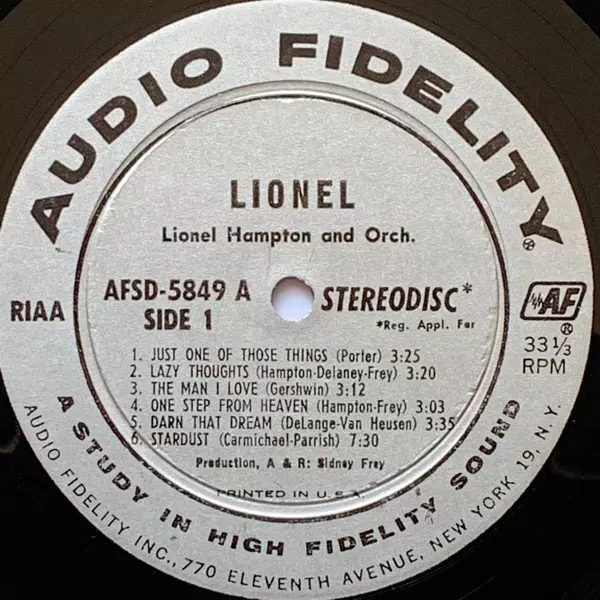 AUDIO FIDELITY®
LIONEL
Lionel Hampton and Orch.
RIAA
AFSD-5849 A
SIDE 1
STEREODISC*
*Reg. Appl. For
AF
®
33 1/3
RPM
1. JUST ONE OF THOSE THINGS (Porter) 3:25
2. LAZY THOUGHTS (Hampton-Delaney-Frey) 3:20
3. THE MAN I LOVE (Gershwin) 3:12
4. ONE STEP FROM HEAVEN (Hampton-Frey) 3:03
5. DARN THAT DREAM (DeLange-Van Heusen) 3:35
6. STARDUST (Carmichael-Parrish) 7:30
Production, A & R: Sidney Frey
PRINTED IN U.S.A.
A STUDY IN HIGH FIDELITY SOUND
AUDIO FIDELITY INC., 770 ELEVENTH AVENUE, NEW YORK 19, N.Y.